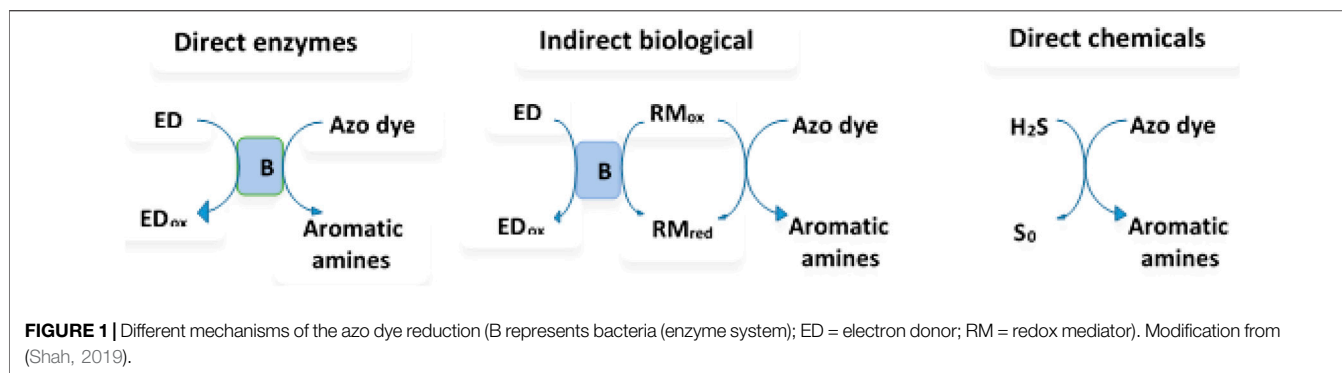 Direct enzymes
Indirect biological
Direct chemicals
ED
Azo dye
B
EDox
Aromatic
amines
ED
RMox
Azo dye
B
EDox
RMred
Aromatic
amines
H2S
Azo dye
S0
Aromatic
amines
FIGURE 1 | Different mechanisms of the azo dye reduction (B represents bacteria (enzyme system); ED = electron donor; RM = redox mediator). Modification from
(Shah, 2019).